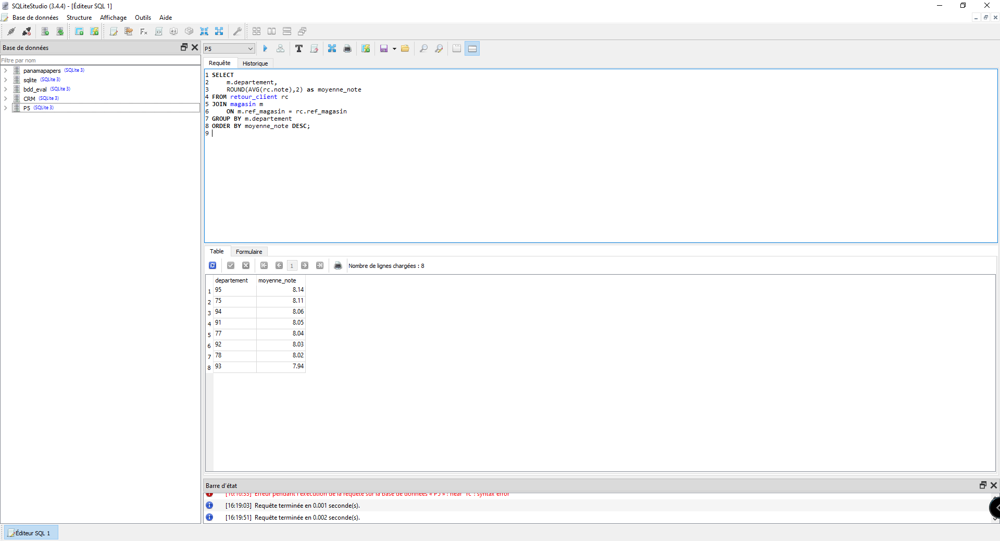 SQLiteStudio (3.4.4) - [Éditeur SQL 1]
Base de données Structure Affichage Outils Aide
Base de données
Filtre par nom
panamapapers (SQLite 3)
sqlite (SQLite 3)
bdd_eval (SQLite 3)
CRM (SQLite 3)
P5 (SQLite 3)
P5
Requête Historique
1 SELECT
2 m.departement,
3 ROUND(AVG(rc.note),2) as moyenne_note
4 FROM retour_client rc
5 JOIN magasin m
6 ON m.ref_magasin = rc.ref_magasin
7 GROUP BY m.departement
8 ORDER BY moyenne_note DESC;
9
Table Formulaire
1 Nombre de lignes chargées : 8
departement moyenne_note
1 95 8.14
2 75 8.11
3 94 8.06
4 91 8.05
5 77 8.04
6 92 8.03
7 78 8.02
8 93 7.94
Barre d'état
Erreur pendant l'exécution de la requête sur la base de données « P5 » : near "rc": syntax error
[16:19:03] Requête terminée en 0.001 seconde(s).
[16:19:51] Requête terminée en 0.002 seconde(s).
Éditeur SQL 1